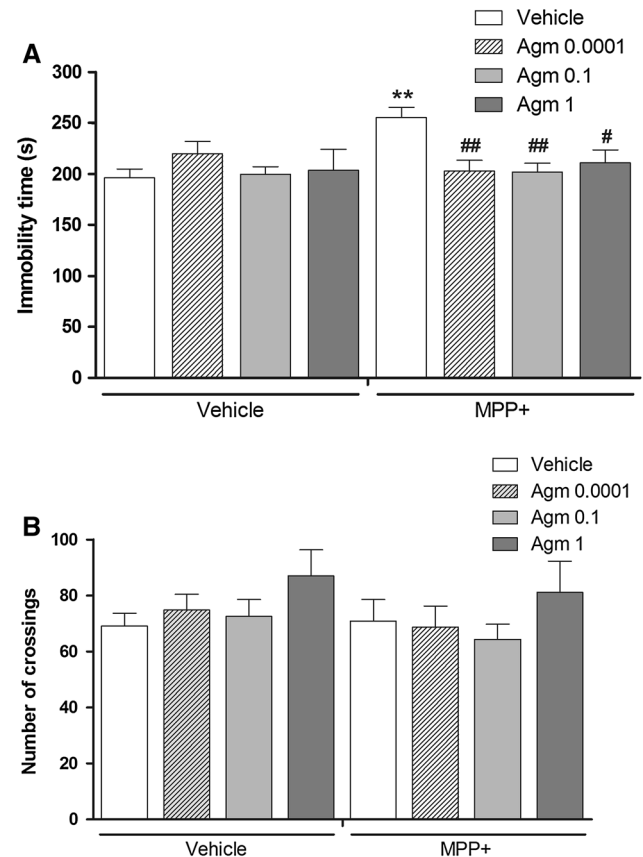 A
Vehicle
Agm 0.0001
Agm 0.1
Agm 1
Immobility time (s)
300
250
200
150
100
50
0
**
##
##
#
Vehicle
MPP+
B
Vehicle
Agm 0.0001
Agm 0.1
Agm 1
Number of crossings
100
80
60
40
20
0
Vehicle
MPP+